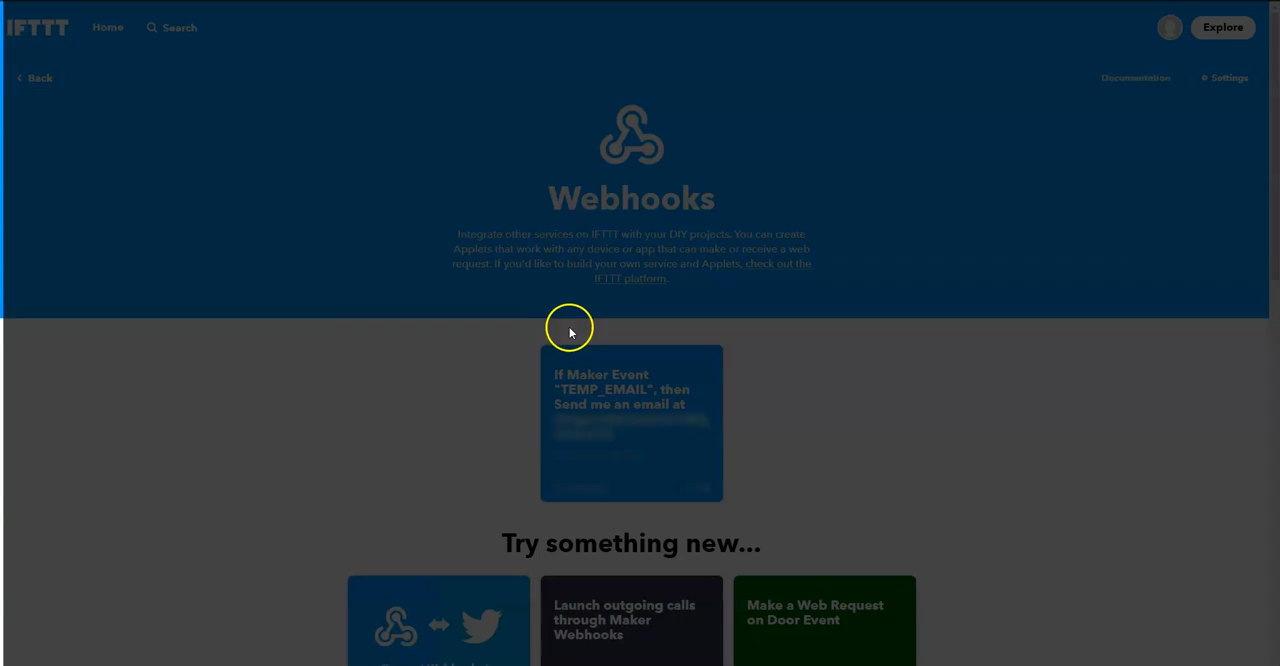 IFTTT
Home
Search
Explore
Back
Documentation
Settings
Webhooks
Integrate other services on IFTTT with your DIY projects. You can create
Applets that work with any device or app that can make or receive a web
request. If you'd like to build your own service and Applets, check out the
IFTTT platform.
If Maker Event
"TEMP_EMAIL", then
Send me an email at
Try something new...
Launch outgoing calls
through Maker
Webhooks
Make a Web Request
on Door Event